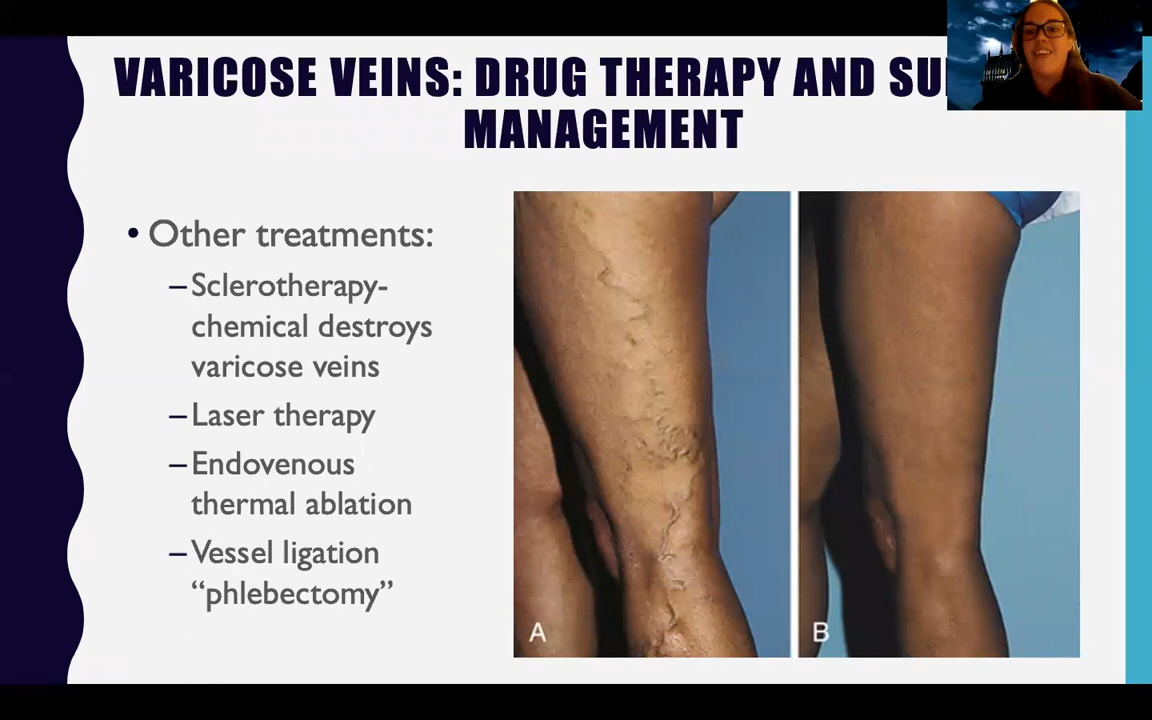 VARICOSE VEINS: DRUG THERAPY AND
MANAGEMENT
• Other treatments:
–Sclerotherapy-
chemical destroys
varicose veins
–Laser therapy
–Endovenous
thermal ablation
–Vessel ligation
“phlebectomy”
A
B